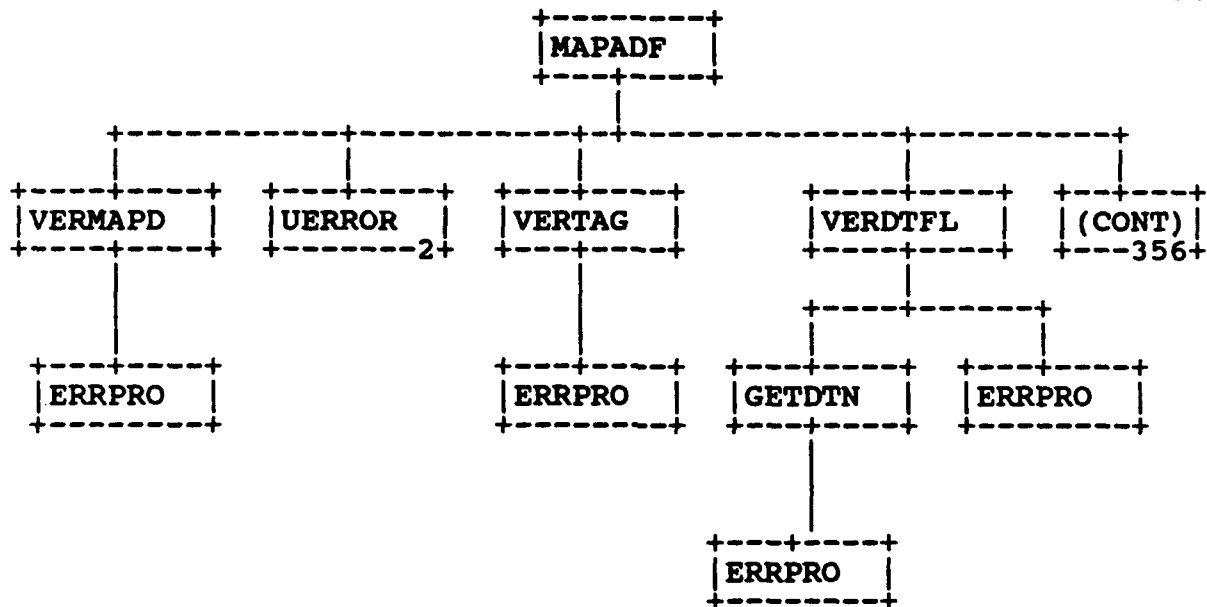 MAPADF
VERMAPD UERROR VERTAG VERDTFL (CONT)
2 356
ERRPRO ERRPRO GETDTN ERRPRO
ERRPRO